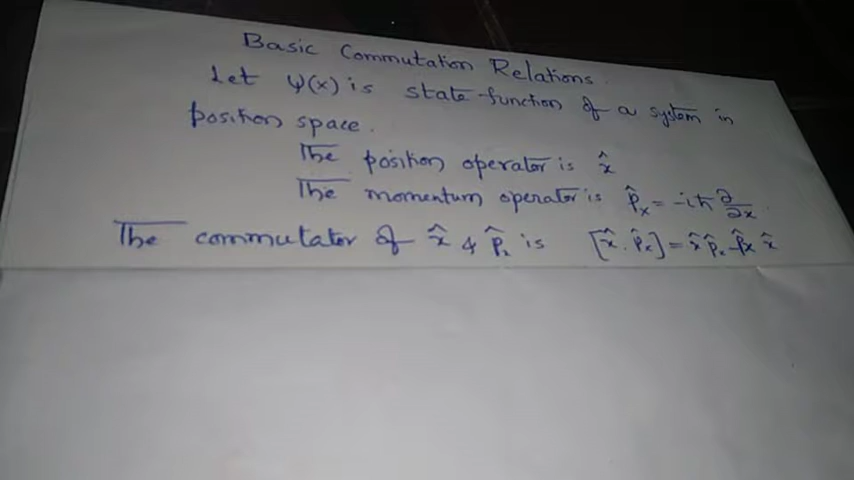 Basic Commutation Relations
Let ψ(x) is state function of a system in
position space.
The position operator is x̂
The momentum operator is p̂ₓ = -iħ ∂/∂x
The commutator of x̂ & p̂ₓ is [x̂, p̂ₓ] = x̂ p̂ₓ - p̂ₓ x̂